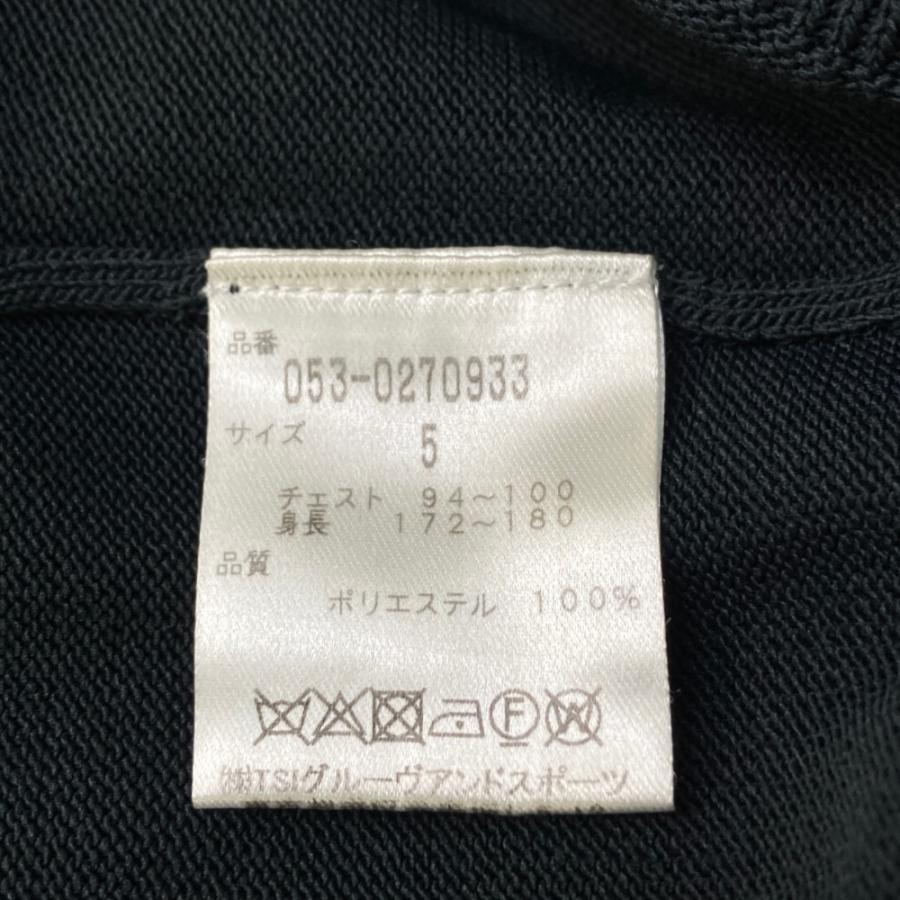 品番
053-0270933
サイズ 5
チェスト 94~100
身長 172~180
品質
ポリエステル 100%
F W
㈱TSIグルーヴアンドスポーツ